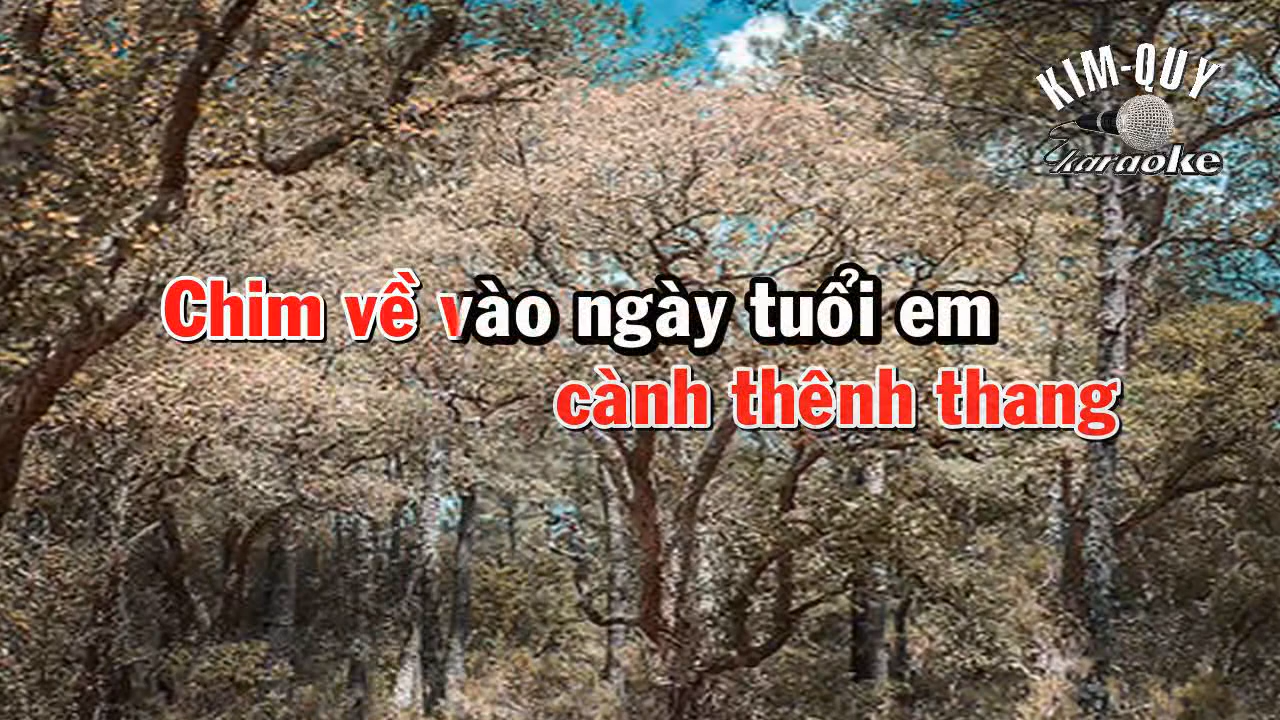 KIM-QUY
karaoke
Chim về vào ngày tuổi em
cành thênh thang